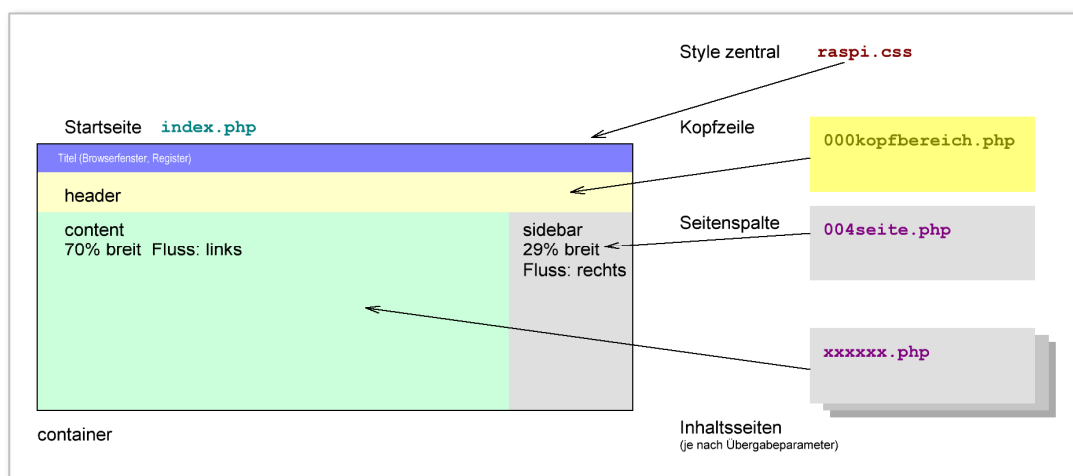 Style zentral raspi.css
Startseite index.php
Kopfzeile
000kopfbereich.php
Titel (Browserfenster, Register)
header
content
70% breit Fluss: links
sidebar
29% breit
Fluss: rechts
Seitenspalte
004seite.php
xxxxxx.php
container
Inhaltsseiten
(je nach Übergabeparameter)